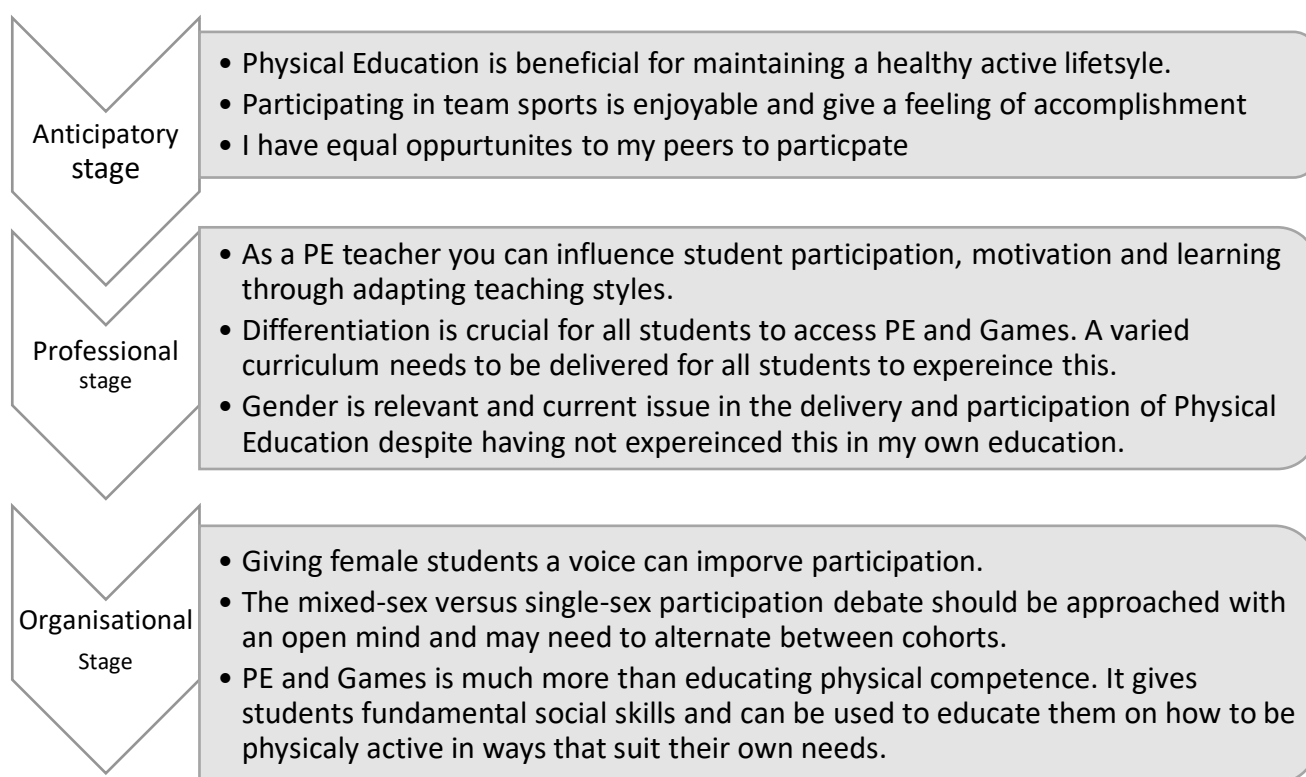 Anticipatory
stage
• Physical Education is beneficial for maintaining a healthy active lifetsyle.
• Participating in team sports is enjoyable and give a feeling of accomplishment
• I have equal oppurtunites to my peers to particpate
Professional
stage
• As a PE teacher you can influence student participation, motivation and learning
through adapting teaching styles.
• Differentiation is crucial for all students to access PE and Games. A varied
curriculum needs to be delivered for all students to expereince this.
• Gender is relevant and current issue in the delivery and participation of Physical
Education despite having not expereinced this in my own education.
Organisational
Stage
• Giving female students a voice can imporve participation.
• The mixed-sex versus single-sex participation debate should be approached with
an open mind and may need to alternate between cohorts.
• PE and Games is much more than educating physical competence. It gives
students fundamental social skills and can be used to educate them on how to be
physicaly active in ways that suit their own needs.